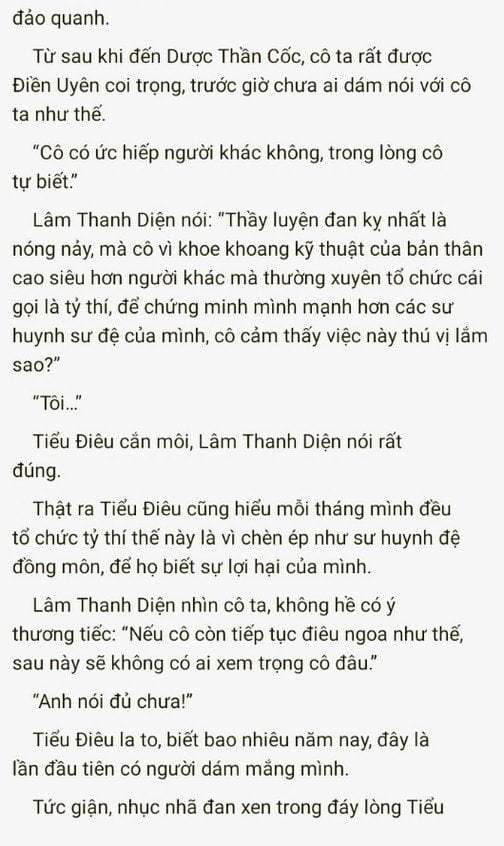 đảo quanh.
Từ sau khi đến Dược Thần Cốc, cô ta rất được
Điền Uyên coi trọng, trước giờ chưa ai dám nói với cô
ta như thế.
“Cô có ức hiếp người khác không, trong lòng cô
tự biết.”
Lâm Thanh Diện nói: “Thầy luyện đan kỵ nhất là
nóng nảy, mà cô vì khoe khoang kỹ thuật của bản thân
cao siêu hơn người khác mà thường xuyên tổ chức cái
gọi là tỷ thí, để chứng minh mình mạnh hơn các sư
huynh sư đệ của mình, cô cảm thấy việc này thú vị lắm
sao?”
“Tôi...”
Tiểu Điêu cắn môi, Lâm Thanh Diện nói rất
đúng.
Thật ra Tiểu Điêu cũng hiểu mỗi tháng mình đều
tổ chức tỷ thí thế này là vì chèn ép như sư huynh đệ
đồng môn, để họ biết sự lợi hại của mình.
Lâm Thanh Diện nhìn cô ta, không hề có ý
thương tiếc: “Nếu cô còn tiếp tục điêu ngoa như thế,
sau này sẽ không có ai xem trọng cô đâu.”
“Anh nói đủ chưa!”
Tiểu Điêu la to, biết bao nhiêu năm nay, đây là
lần đầu tiên có người dám mắng mình.
Tức giận, nhục nhã đan xen trong đáy lòng Tiểu